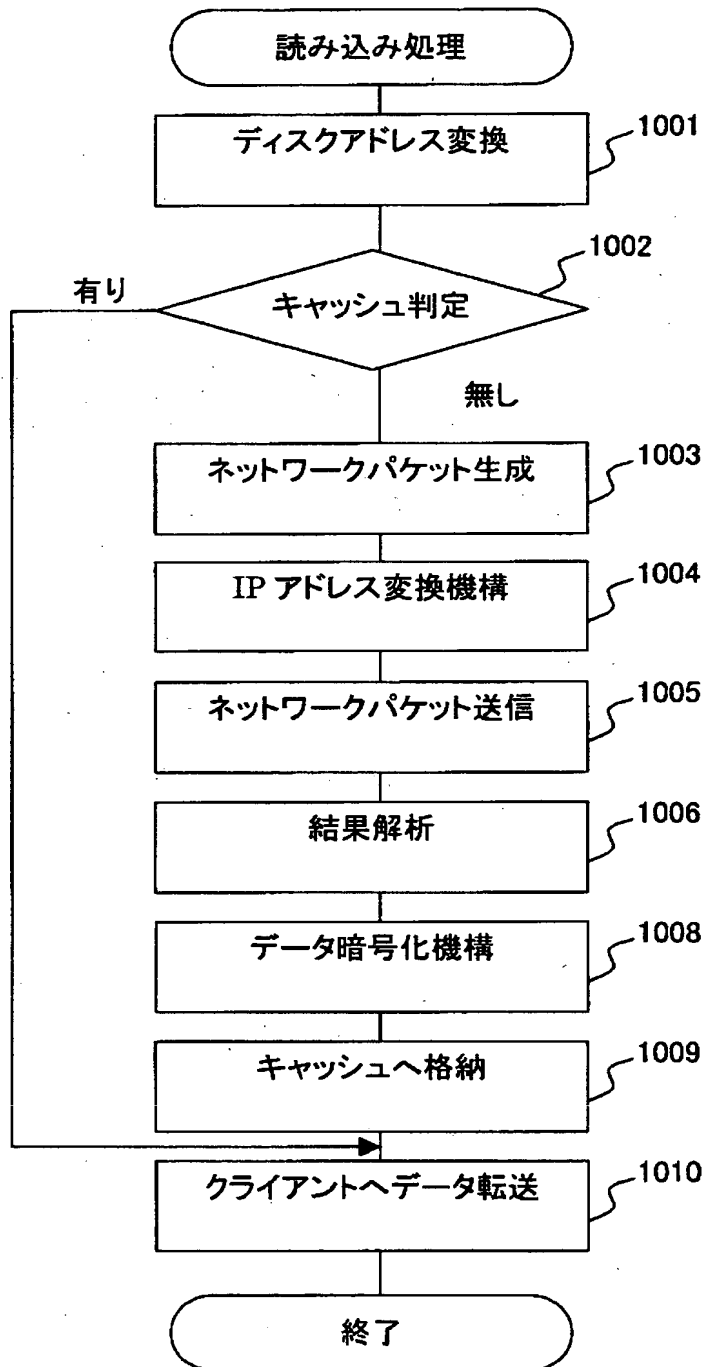 読み込み処理
ディスクアドレス変換
1001
1002
有り
キャッシュ判定
無し
ネットワークパケット生成
1003
IP アドレス変換機構
1004
ネットワークパケット送信
1005
結果解析
1006
データ暗号化機構
1008
キャッシュへ格納
1009
クライアントへデータ転送
1010
終了